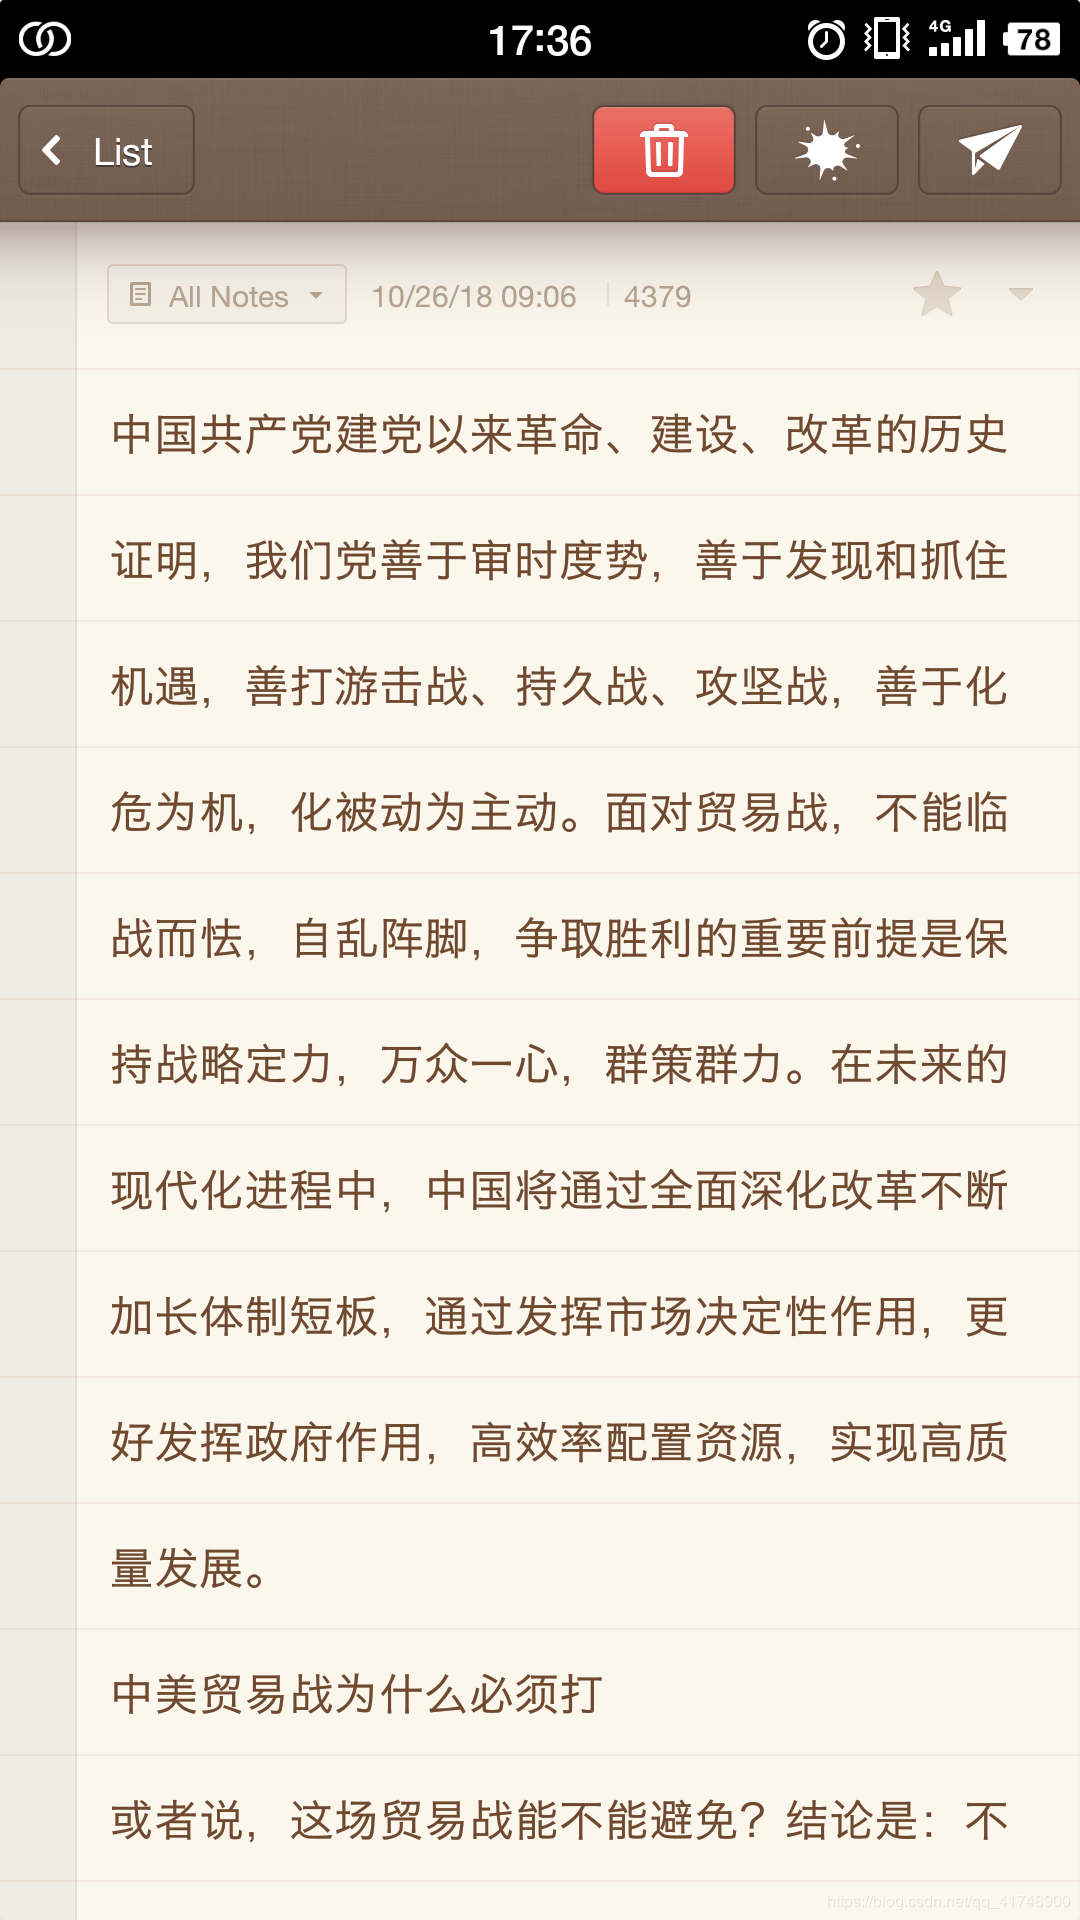 17:36
4G
78
List
All Notes
10/26/18 09:06
4379
中国共产党建党以来革命、建设、改革的历史
证明，我们党善于审时度势，善于发现和抓住
机遇，善打游击战、持久战、攻坚战，善于化
危为机，化被动为主动。面对贸易战，不能临
战而怯，自乱阵脚，争取胜利的重要前提是保
持战略定力，万众一心，群策群力。在未来的
现代化进程中，中国将通过全面深化改革不断
加长体制短板，通过发挥市场决定性作用，更
好发挥政府作用，高效率配置资源，实现高质
量发展。
中美贸易战为什么必须打
或者说，这场贸易战能不能避免？结论是：不
https://blog.csdn.net/qq_41748900